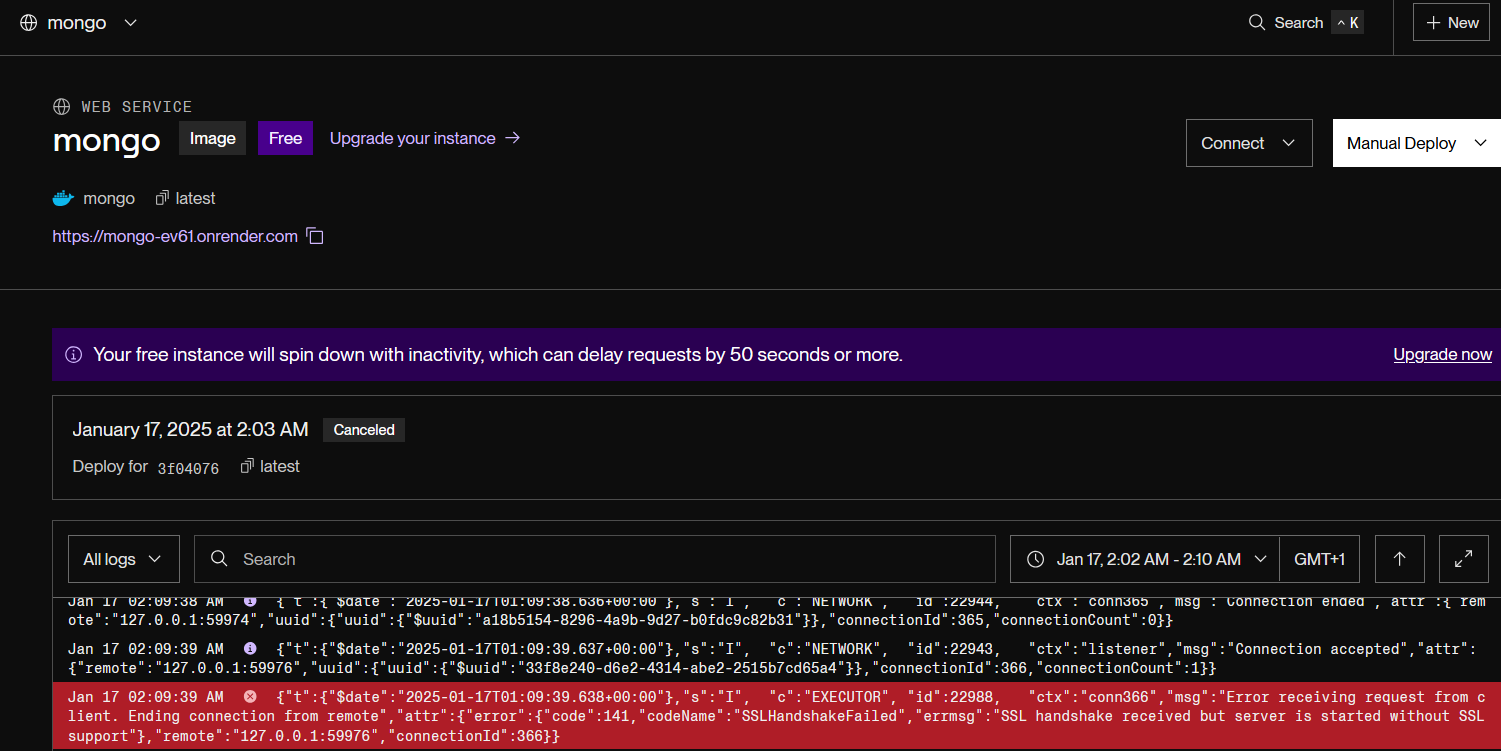 mongo
Search ^ K
+ New
WEB SERVICE
mongo Image Free Upgrade your instance →
Connect
Manual Deploy
mongo latest
https://mongo-ev61.onrender.com
Your free instance will spin down with inactivity, which can delay requests by 50 seconds or more.
Upgrade now
January 17, 2025 at 2:03 AM Canceled
Deploy for 3f04076 latest
All logs
Search
Jan 17, 2:02 AM - 2:10 AM
GMT+1
Jan 17 02:09:38 AM {"t":{"$date":"2025-01-17T01:09:38.636+00:00"},"s":"I", "c":"NETWORK", "id":22944, "ctx":"conn365","msg":"Connection ended","attr":{"rem
ote":"127.0.0.1:59974","uuid":{"uuid":{"$uuid":"a18b5154-8296-4a9b-9d27-b0fdc9c82b31"}},"connectionId":365,"connectionCount":0}}
Jan 17 02:09:39 AM {"t":{"$date":"2025-01-17T01:09:39.637+00:00"},"s":"I", "c":"NETWORK", "id":22943, "ctx":"listener","msg":"Connection accepted","attr":
{"remote":"127.0.0.1:59976","uuid":{"uuid":{"$uuid":"33f8e240-d6e2-4314-abe2-2515b7cd65a4"}},"connectionId":366,"connectionCount":1}}
Jan 17 02:09:39 AM {"t":{"$date":"2025-01-17T01:09:39.638+00:00"},"s":"I", "c":"EXECUTOR", "id":22988, "ctx":"conn366","msg":"Error receiving request from c
lient. Ending connection from remote","attr":{"error":{"code":141,"codeName":"SSLHandshakeFailed","errmsg":"SSL handshake received but server is started without SSL
support"},"remote":"127.0.0.1:59976","connectionId":366}}